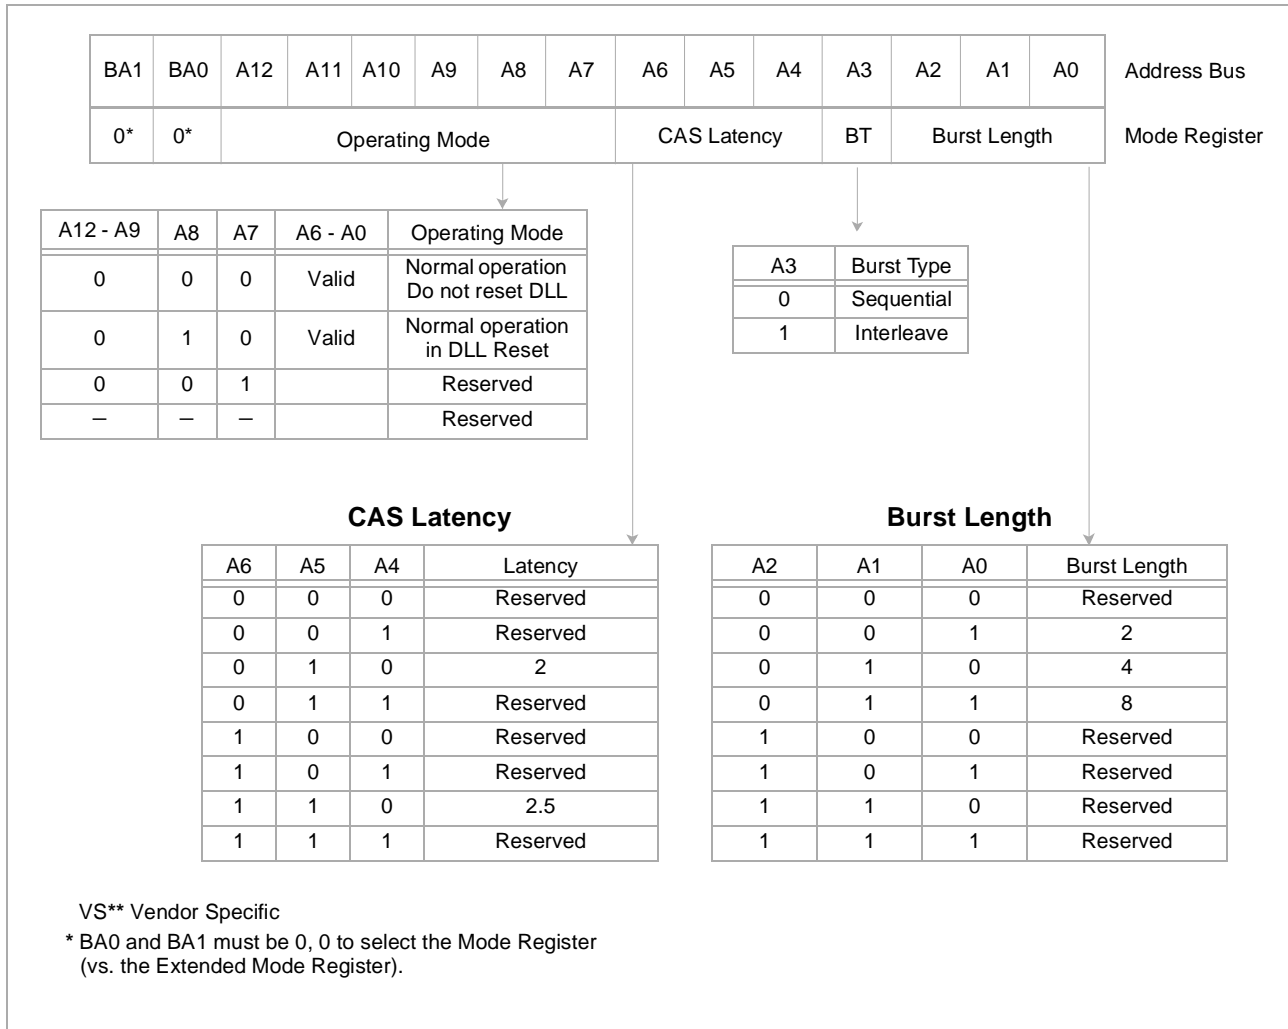 BA1 BA0 A12 A11 A10 A9 A8 A7 A6 A5 A4 A3 A2 A1 A0 Address Bus
0* 0* Operating Mode CAS Latency BT Burst Length Mode Register
A12 - A9 A8 A7 A6 - A0 Operating Mode
0 0 0 Valid Normal operation
Do not reset DLL
0 1 0 Valid Normal operation
in DLL Reset
0 0 1 Reserved
– – – Reserved
A3 Burst Type
0 Sequential
1 Interleave
CAS Latency
A6 A5 A4 Latency
0 0 0 Reserved
0 0 1 Reserved
0 1 0 2
0 1 1 Reserved
1 0 0 Reserved
1 0 1 Reserved
1 1 0 2.5
1 1 1 Reserved
Burst Length
A2 A1 A0 Burst Length
0 0 0 Reserved
0 0 1 2
0 1 0 4
0 1 1 8
1 0 0 Reserved
1 0 1 Reserved
1 1 0 Reserved
1 1 1 Reserved
VS** Vendor Specific
* BA0 and BA1 must be 0, 0 to select the Mode Register
(vs. the Extended Mode Register).